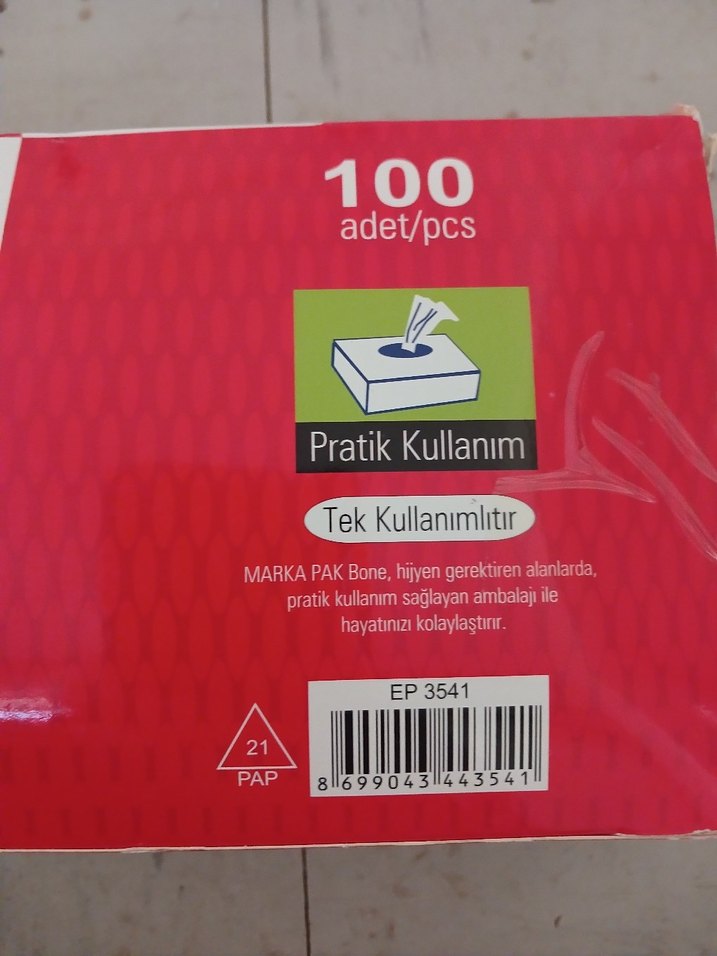 100
adet/pcs
Pratik Kullanım
Tek Kullanımlıtır
MARKA PAK Bone, hijyen gerektiren alanlarda,
pratik kullanım sağlayan ambalajı ile
hayatınızı kolaylaştırır.
EP 3541
21
PAP
8 699043 443541